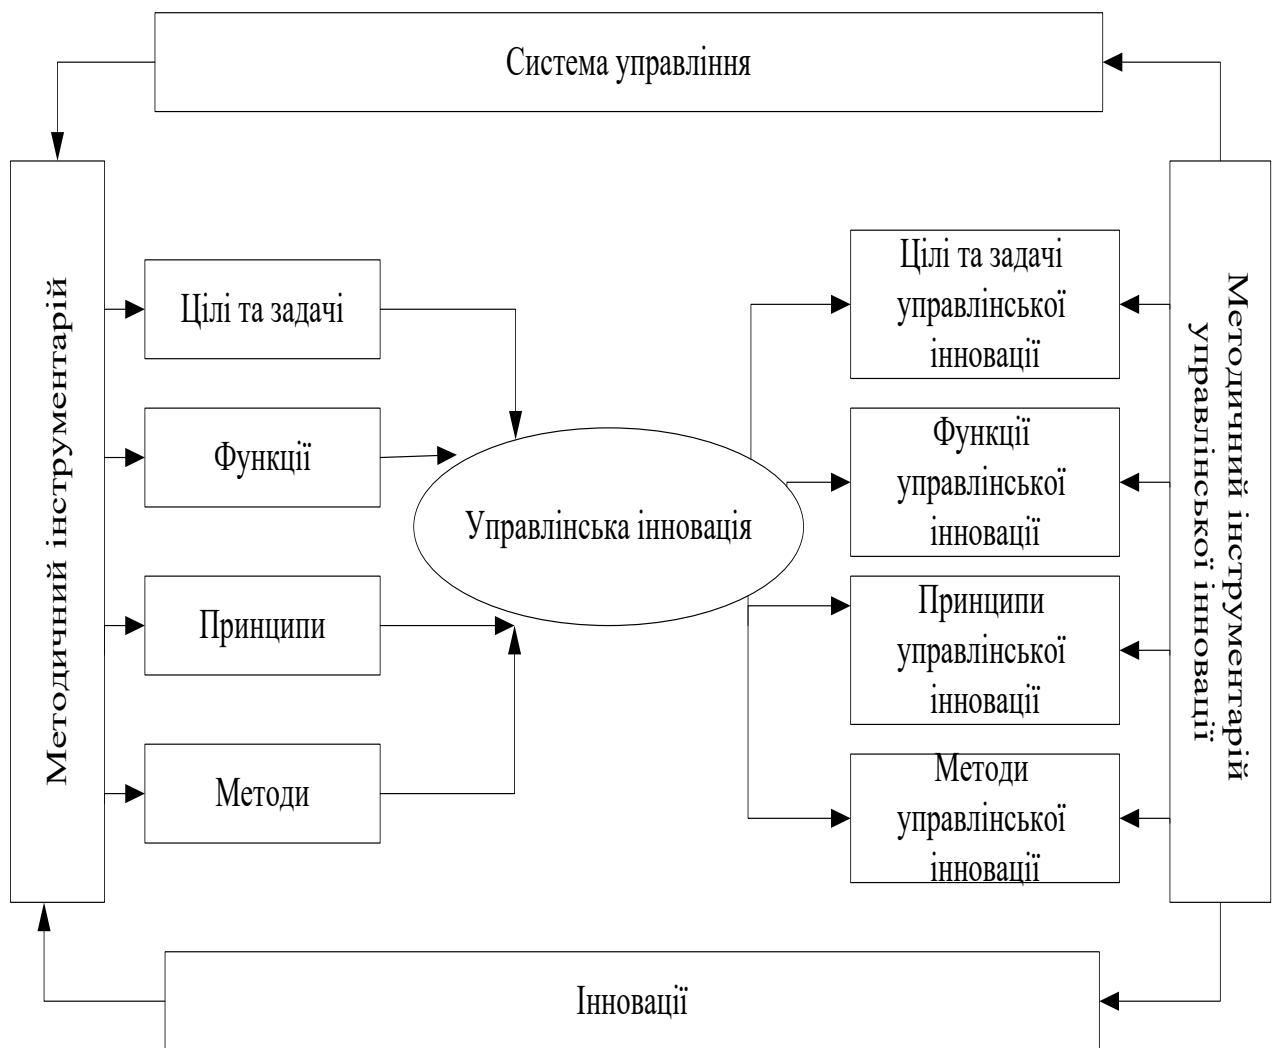 Система управління
Методичний інструментарій
Цілі та задачі
Функції
Принципи
Методи
Управлінська інновація
Цілі та задачі
управлінської
інновації
Функції
управлінської
інновації
Принципи
управлінської
інновації
Методи
управлінської
інновації
Методичнний інструментарій
управлінської інновації
Інновації